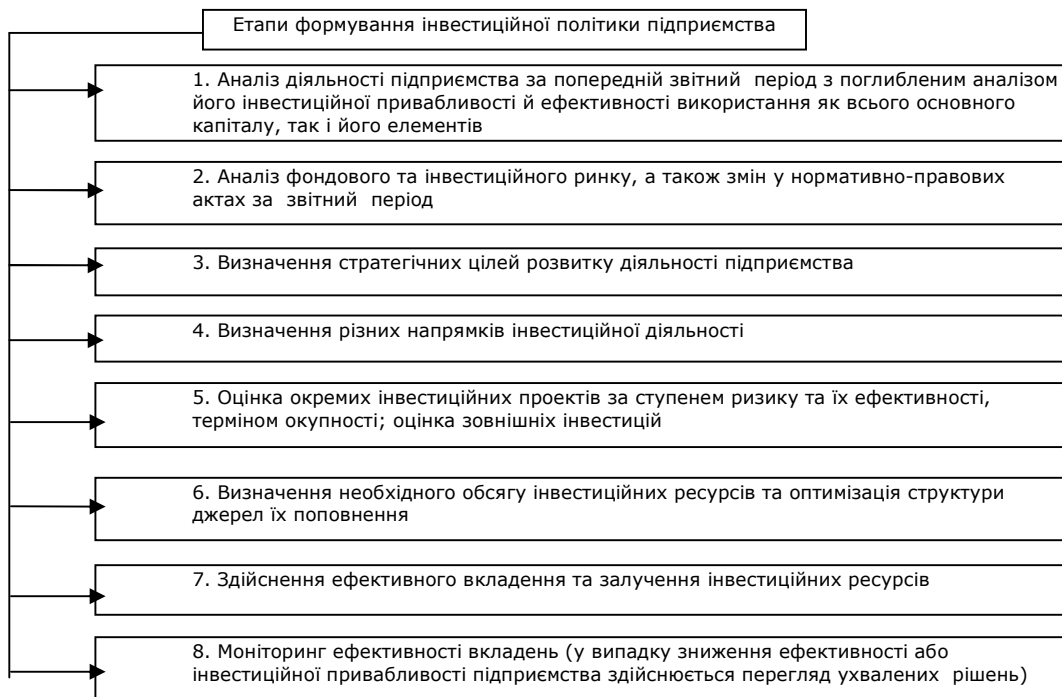 Етапи формування інвестиційної політики підприємства
1. Аналіз діяльності підприємства за попередній звітний період з поглибленим аналізом
його інвестиційної привабливості й ефективності використання як всього основного
капіталу, так і його елементів
2. Аналіз фондового та інвестиційного ринку, а також змін у нормативно-правових
актах за звітний період
3. Визначення стратегічних цілей розвитку діяльності підприємства
4. Визначення різних напрямків інвестиційної діяльності
5. Оцінка окремих інвестиційних проектів за ступенем ризику та їх ефективності,
терміном окупності; оцінка зовнішніх інвестицій
6. Визначення необхідного обсягу інвестиційних ресурсів та оптимізація структури
джерел їх поповнення
7. Здійснення ефективного вкладення та залучення інвестиційних ресурсів
8. Моніторинг ефективності вкладень (у випадку зниження ефективності або
інвестиційної привабливості підприємства здійснюється перегляд ухвалених рішень)